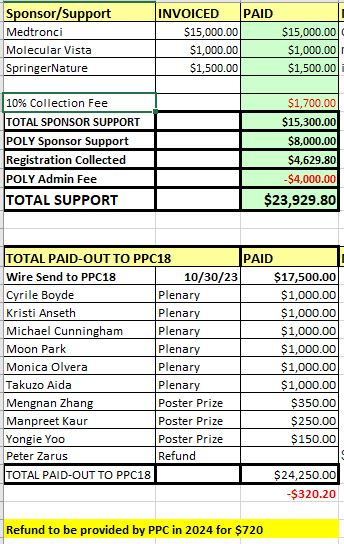 Sponsor/Support INVOICED PAID
Medtronci $15,000.00 $15,000.00
Molecular Vista $1,000.00 $1,000.00
SpringerNature $1,500.00 $1,500.00
10% Collection Fee $1,700.00
TOTAL SPONSOR SUPPORT $15,300.00
POLY Sponsor Support $8,000.00
Registration Collected $4,629.80
POLY Admin Fee -$4,000.00
TOTAL SUPPORT $23,929.80
TOTAL PAID-OUT TO PPC18 PAID
Wire Send to PPC18 10/30/23 $17,500.00
Cyrile Boyde Plenary $1,000.00
Kristi Anseth Plenary $1,000.00
Michael Cunningham Plenary $1,000.00
Moon Park Plenary $1,000.00
Monica Olvera Plenary $1,000.00
Takuzo Aida Plenary $1,000.00
Mengnan Zhang Poster Prize $350.00
Manpreet Kaur Poster Prize $250.00
Yongie Yoo Poster Prize $150.00
Peter Zarus Refund
TOTAL PAID-OUT TO PPC18 $24,250.00
-$320.20
Refund to be provided by PPC in 2024 for $720